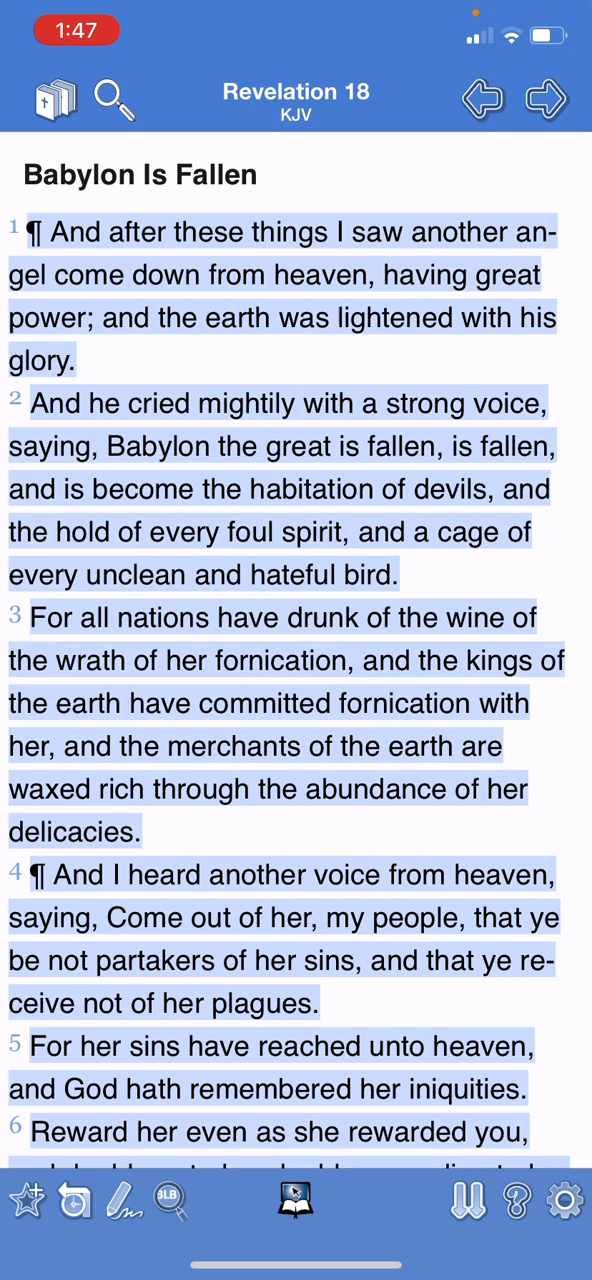 1:47
Revelation 18
KJV
Babylon Is Fallen
1 ¶ And after these things I saw another an-
gel come down from heaven, having great
power; and the earth was lightened with his
glory.
2 And he cried mightily with a strong voice,
saying, Babylon the great is fallen, is fallen,
and is become the habitation of devils, and
the hold of every foul spirit, and a cage of
every unclean and hateful bird.
3 For all nations have drunk of the wine of
the wrath of her fornication, and the kings of
the earth have committed fornication with
her, and the merchants of the earth are
waxed rich through the abundance of her
delicacies.
4 ¶ And I heard another voice from heaven,
saying, Come out of her, my people, that ye
be not partakers of her sins, and that ye re-
ceive not of her plagues.
5 For her sins have reached unto heaven,
and God hath remembered her iniquities.
6 Reward her even as she rewarded you,
BLB